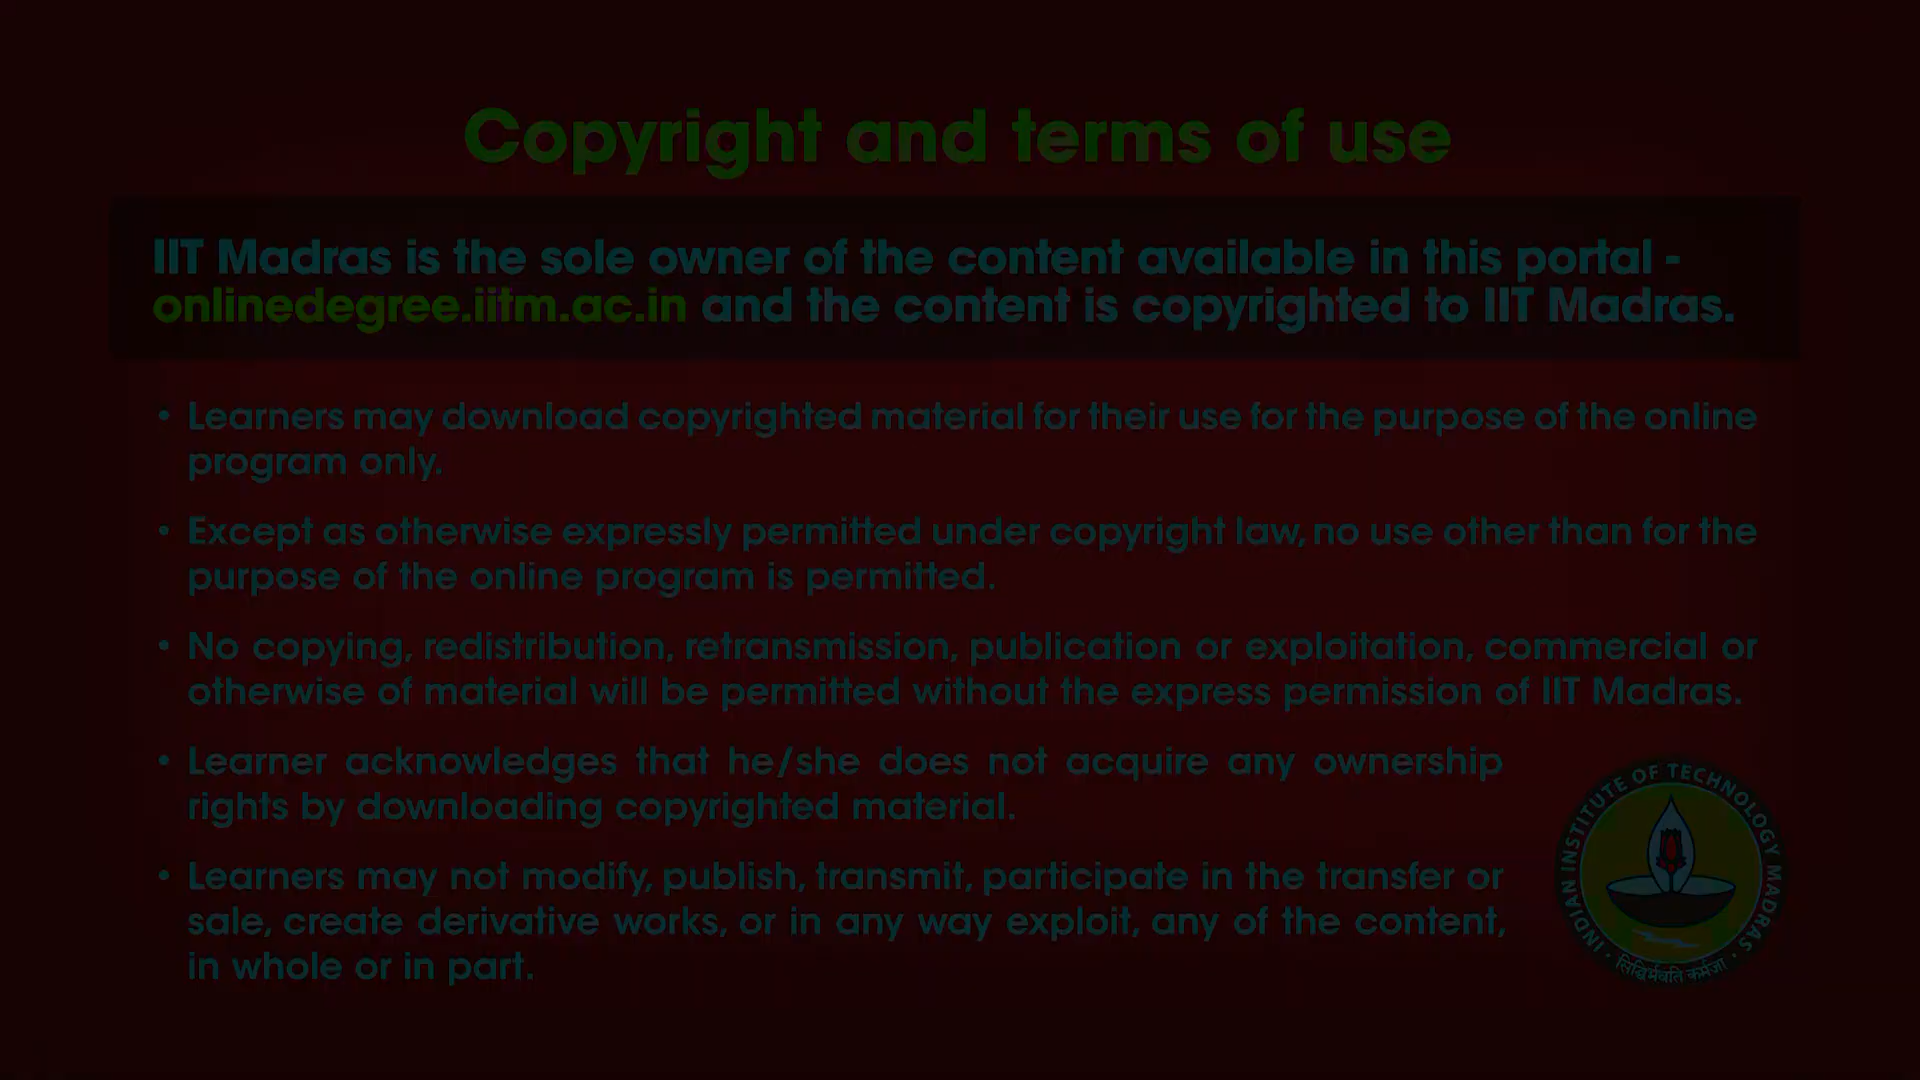 Copyright and terms of use
IIT Madras is the sole owner of the content available in this portal -
onlinedegree.iitm.ac.in and the content is copyrighted to IIT Madras.
• Learners may download copyrighted material for their use for the purpose of the online
program only.
• Except as otherwise expressly permitted under copyright law, no use other than for the
purpose of the online program is permitted.
• No copying, redistribution, retransmission, publication or exploitation, commercial or
otherwise of material will be permitted without the express permission of IIT Madras.
• Learner acknowledges that he/she does not acquire any ownership
rights by downloading copyrighted material.
• Learners may not modify, publish, transmit, participate in the transfer or
sale, create derivative works, or in any way exploit, any of the content,
in whole or in part.
INDIAN INSTITUTE OF TECHNOLOGY MADRAS
सिद्धिर्भवति कर्मजा